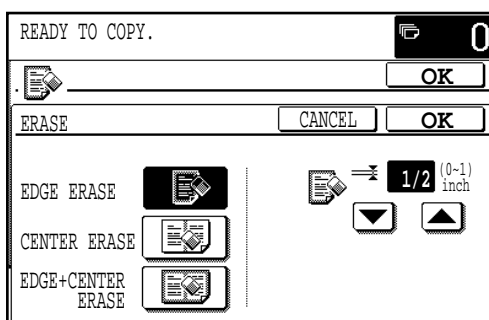 READY TO COPY.
0
OK
ERASE
CANCEL
OK
EDGE ERASE
1/2
(0~1)
inch
CENTER ERASE
EDGE+CENTER
ERASE